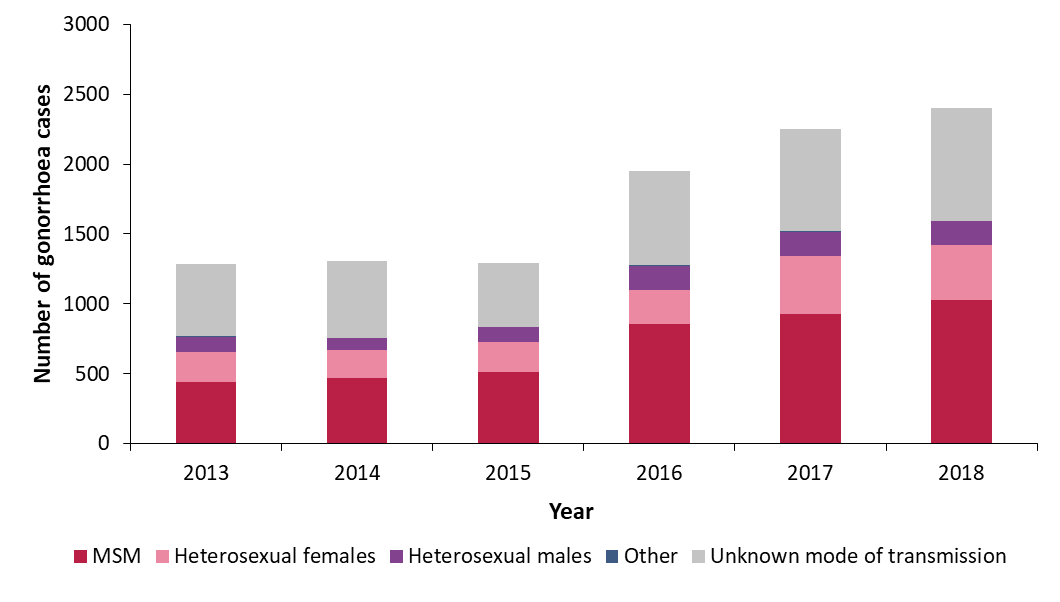 Number of gonorrhoea cases
3000
2500
2000
1500
1000
500
0
2013 2014 2015 2016 2017 2018
Year
MSM Heterosexual females Heterosexual males Other Unknown mode of transmission